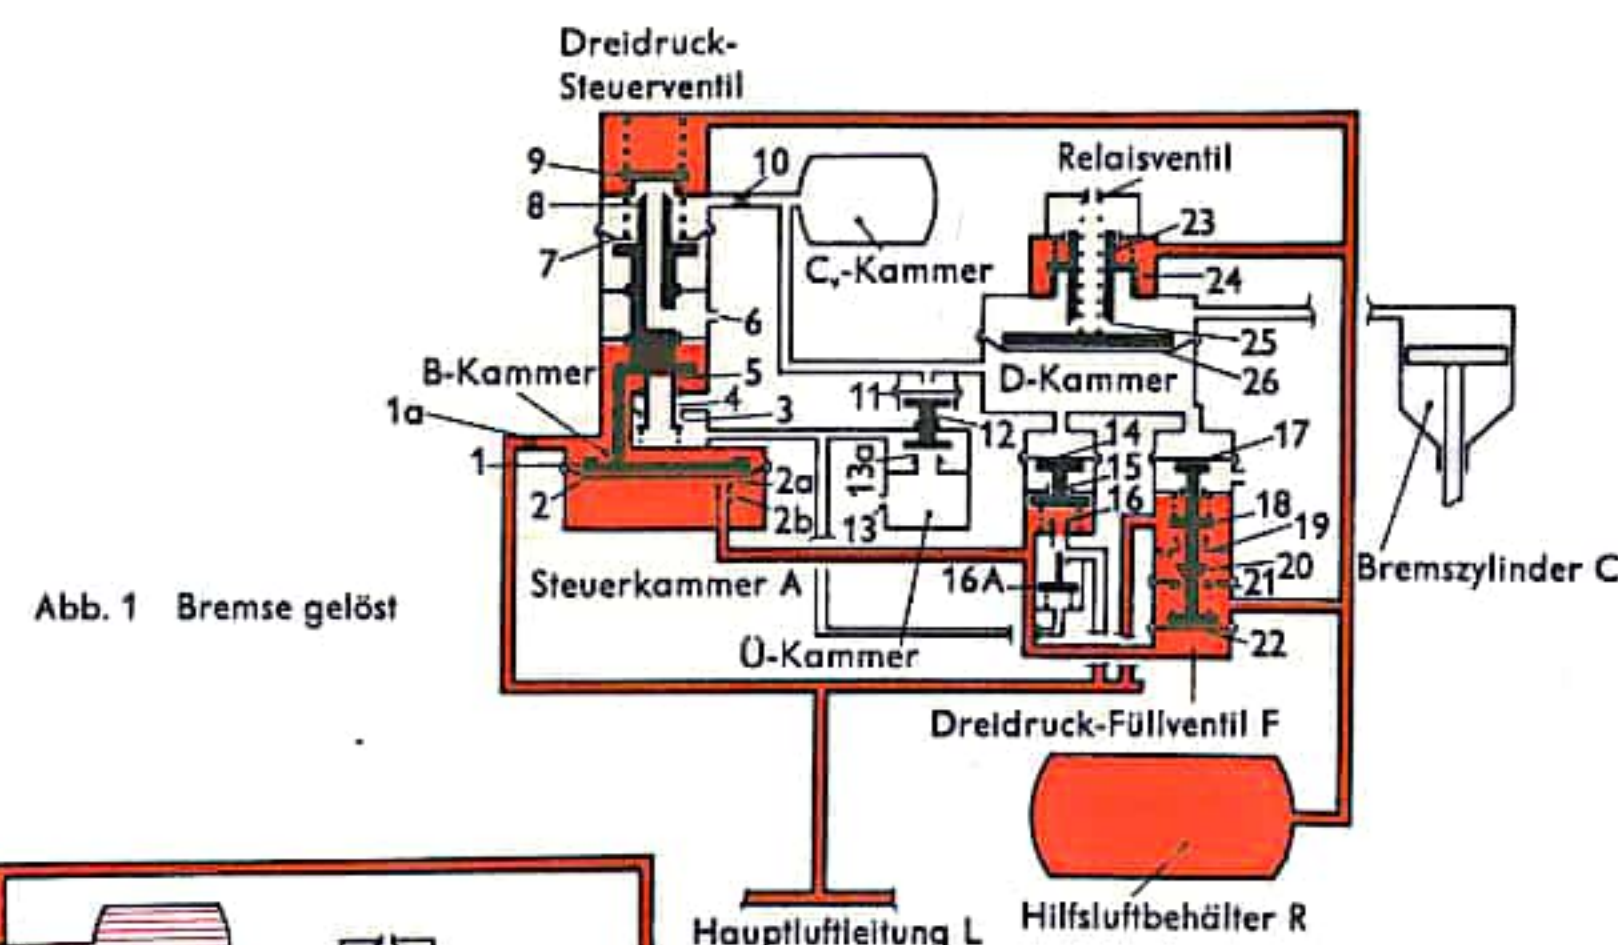 Dreidruck-
Steuerventil
9
10
Relaisventil
8
23
7
Cᵥ-Kammer
24
6
25
B-Kammer
5
D-Kammer
26
1a
4
11
3
12
14
17
1
13a
15
2a
2
16
18
2b
13
19
20
Steuerkammer A
16A
21
Bremszylinder C
Abb. 1 Bremse gelöst
Ü-Kammer
22
Dreidruck-Füllventil F
Hauptluftleitung L
Hilfsluftbehälter R